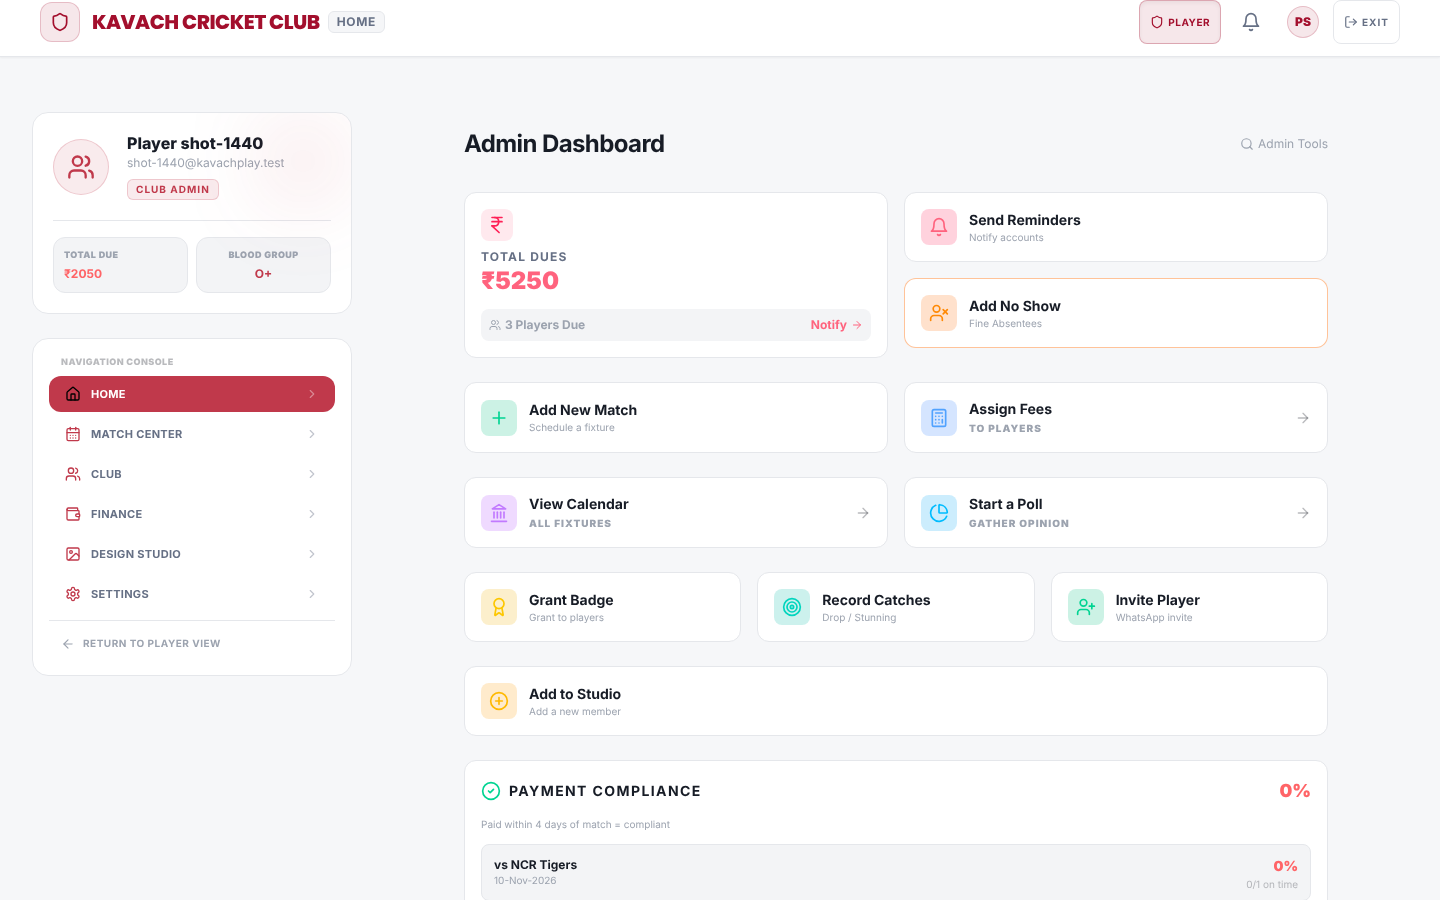 KAVACH CRICKET CLUB HOME
PLAYER
PS
EXIT
Player shot-1440
shot-1440@kavachplay.test
CLUB ADMIN
TOTAL DUE
₹2050
BLOOD GROUP
O+
NAVIGATION CONSOLE
HOME
MATCH CENTER
CLUB
FINANCE
DESIGN STUDIO
SETTINGS
RETURN TO PLAYER VIEW
Admin Dashboard
Admin Tools
₹
TOTAL DUES
₹5250
3 Players Due
Notify
Send Reminders
Notify accounts
Add No Show
Fine Absentees
Add New Match
Schedule a fixture
Assign Fees
TO PLAYERS
View Calendar
ALL FIXTURES
Start a Poll
GATHER OPINION
Grant Badge
Grant to players
Record Catches
Drop / Stunning
Invite Player
WhatsApp invite
Add to Studio
Add a new member
PAYMENT COMPLIANCE
0%
Paid within 4 days of match = compliant
vs NCR Tigers
10-Nov-2026
0%
0/1 on time